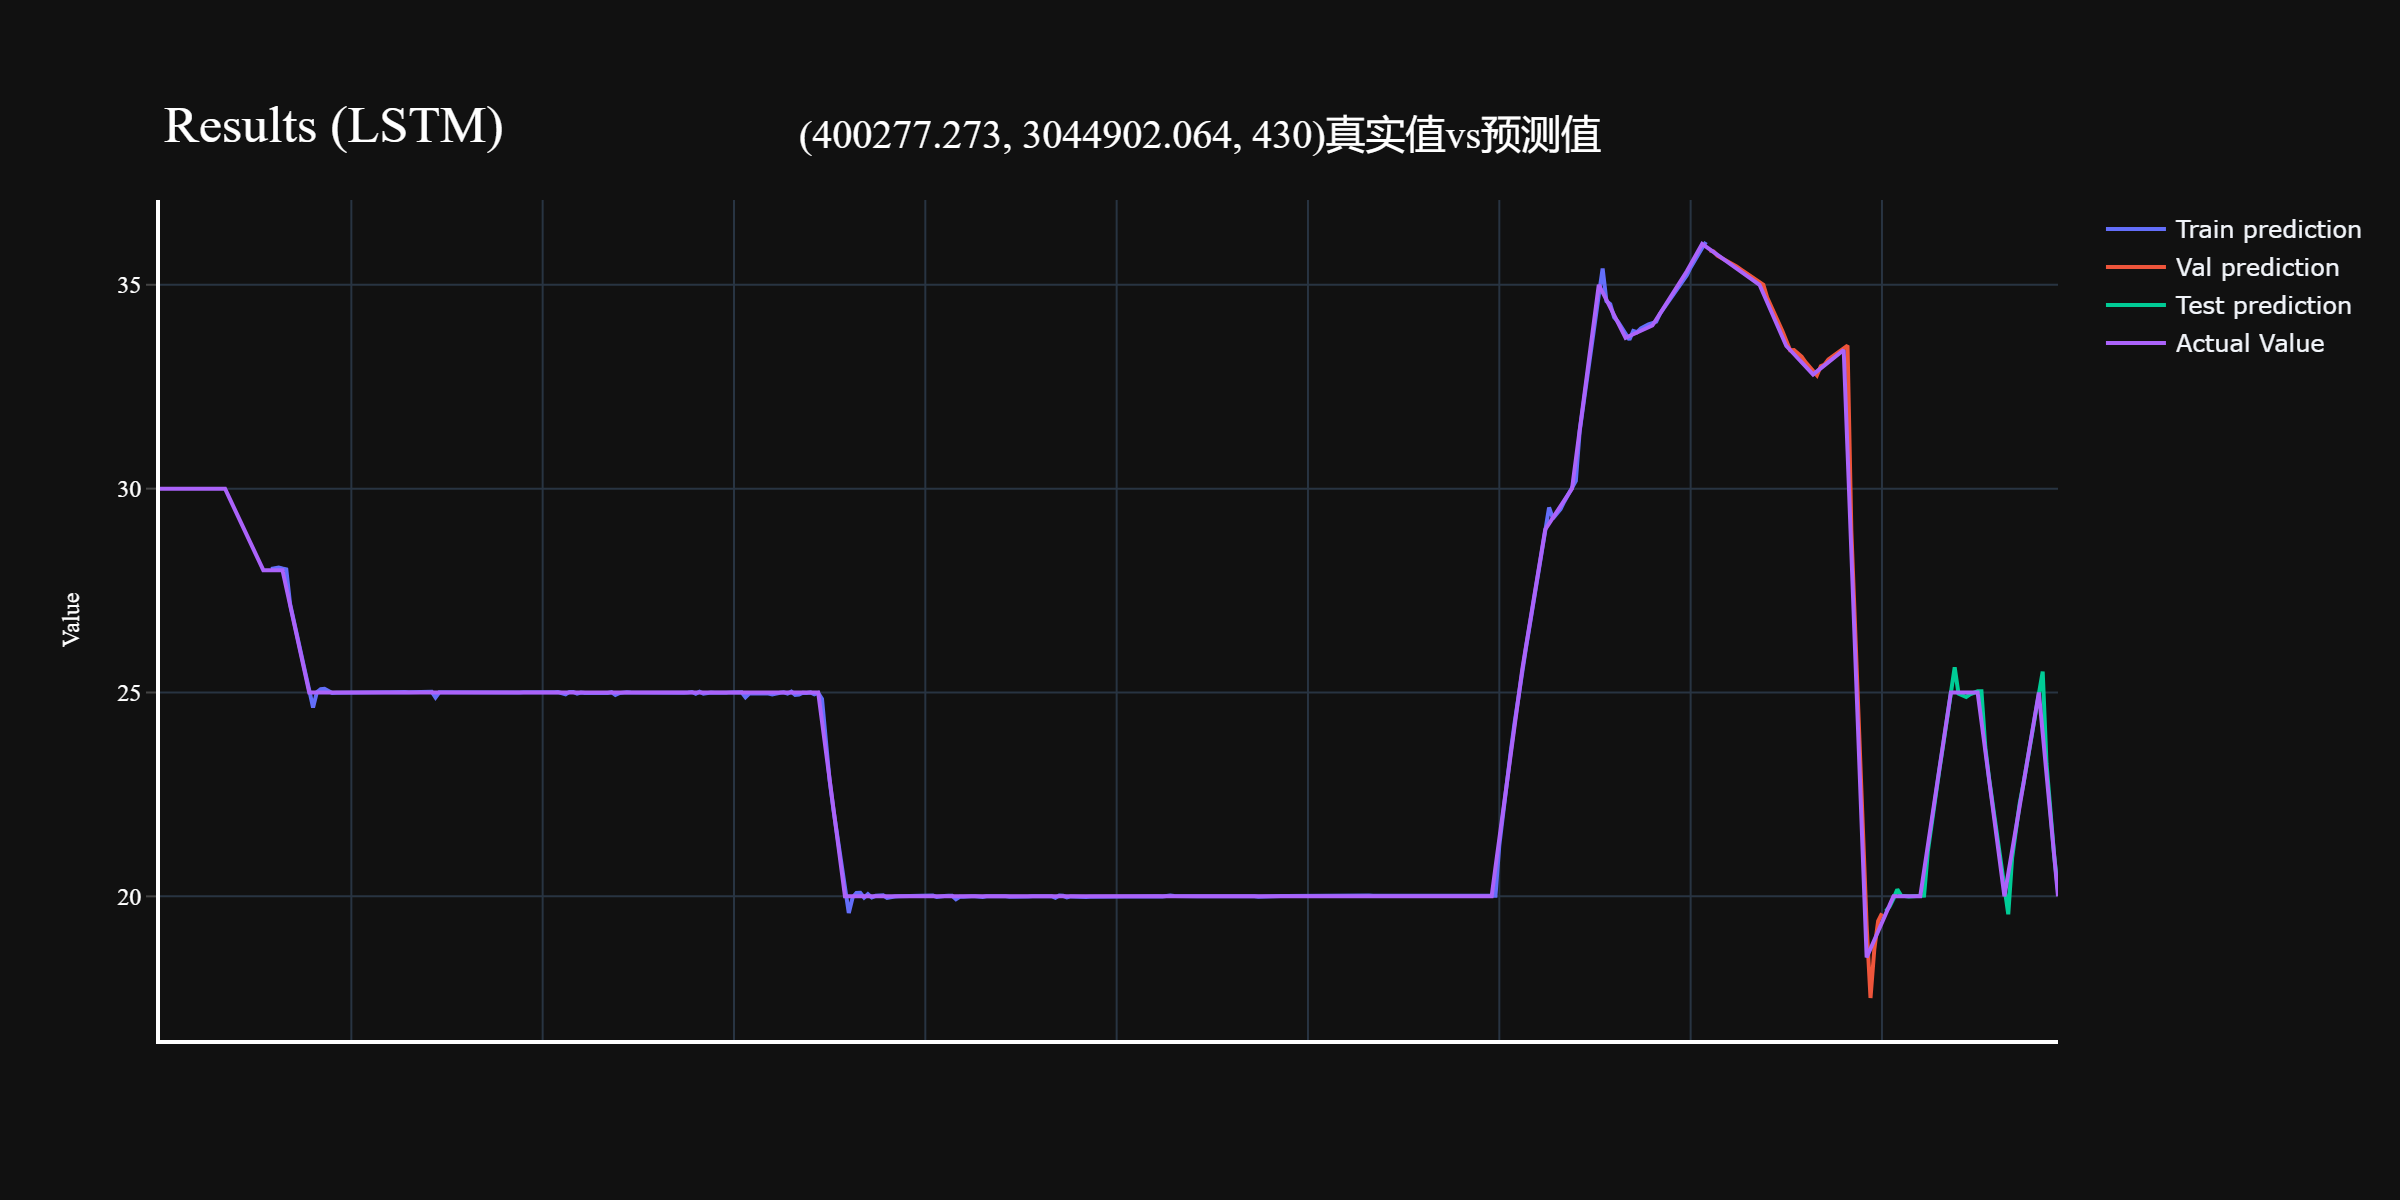 Results (LSTM)
(400277.273, 3044902.064, 430)真实值vs预测值
Train prediction
Val prediction
Test prediction
Actual Value
35
30
25
20
Value